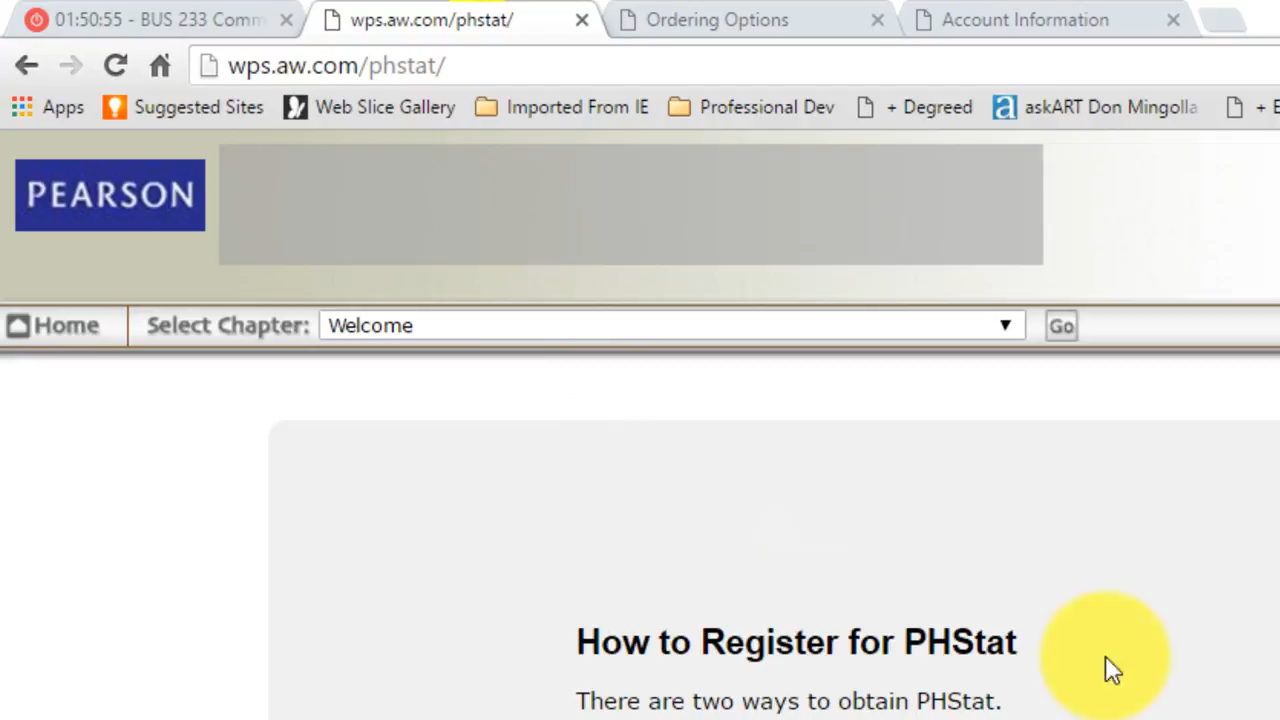 01:50:55 - BUS 233 Comm
wps.aw.com/phstat/
Ordering Options
Account Information
wps.aw.com/phstat/
Apps
Suggested Sites
Web Slice Gallery
Imported From IE
Professional Dev
+ Degreed
askART Don Mingolla
+ E
PEARSON
Home
Select Chapter:
Welcome
Go
How to Register for PHStat
There are two ways to obtain PHStat.